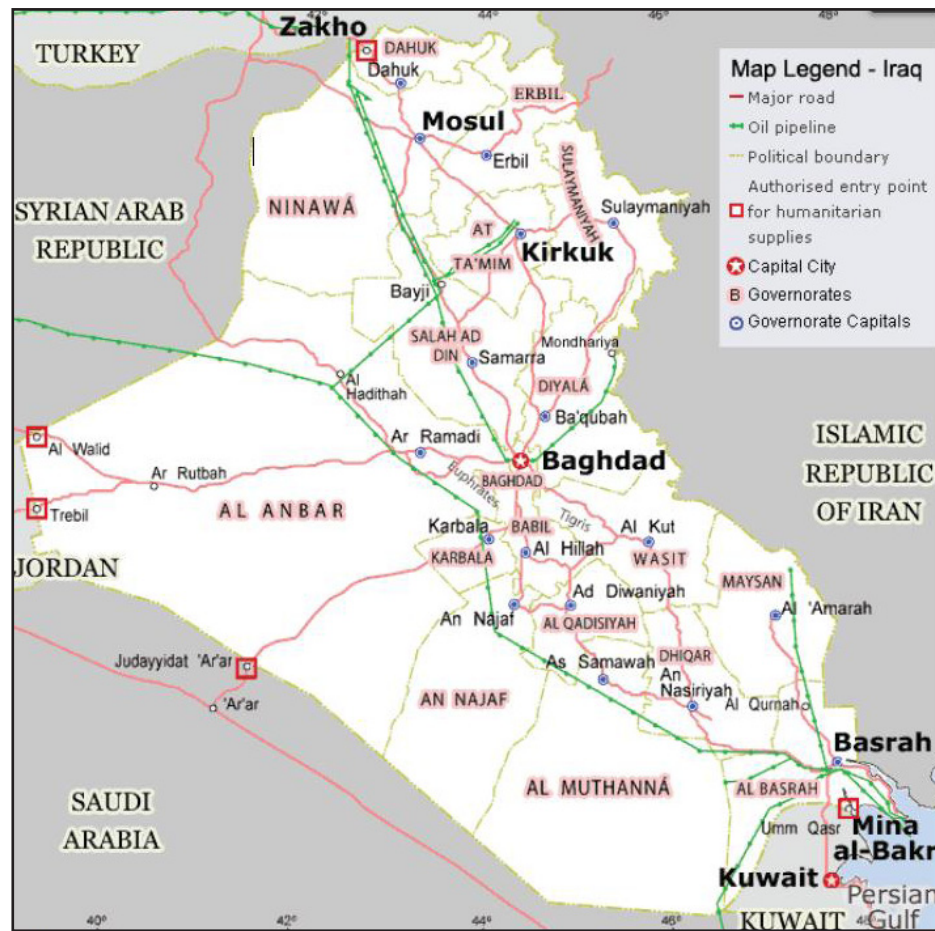 42°
44°
46°
48°
Zakho
TURKEY
DAHUK
Dahuk
Map Legend - Iraq
Major road
Oil pipeline
Political boundary
Authorised entry point
for humanitarian
supplies
Capital City
B Governorates
Governorate Capitals
ERBIL
Mosul
Erbil
SULAYMANIYAH
NINAWÁ
SYRIAN ARAB
REPUBLIC
Sulaymaniyah
AT
TA'MIM
Kirkuk
Bayji
SALAH AD
DIN
Mondhariya
Samarra
Al
Hadithah
DIYALÁ
Ba'qubah
Ar Ramadi
Al Walid
ISLAMIC
REPUBLIC
OF IRAN
Baghdad
BAGHDAD
Ar Rutbah
Euphrates
Tigris
Trebil
AL ANBAR
Karbala
BABIL
Al Kut
KARBALA
Al Hillah
WASIT
JORDAN
MAYSAN
Ad Diwaniyah
An Najaf
AL QADISIYAH
Al 'Amarah
Judayyidat 'Ar'ar
As Samawah
DHIQAR
An
Nasiriyah
'Ar'ar
AN NAJAF
Al Qurnah
Basrah
AL MUTHANNÁ
AL BASRAH
SAUDI
ARABIA
Umm Qasr
Mina
al-Bakr
Kuwait
Persian
Gulf
KUWAIT
40°
42°
44°
46°
48°